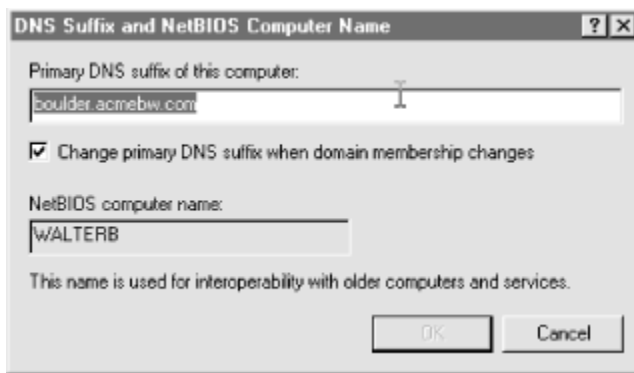 DNS Suffix and NetBIOS Computer Name
Primary DNS suffix of this computer:
boulder.acmebw.com
Change primary DNS suffix when domain membership changes
NetBIOS computer name:
WALTERB
This name is used for interoperability with older computers and services.
OK Cancel